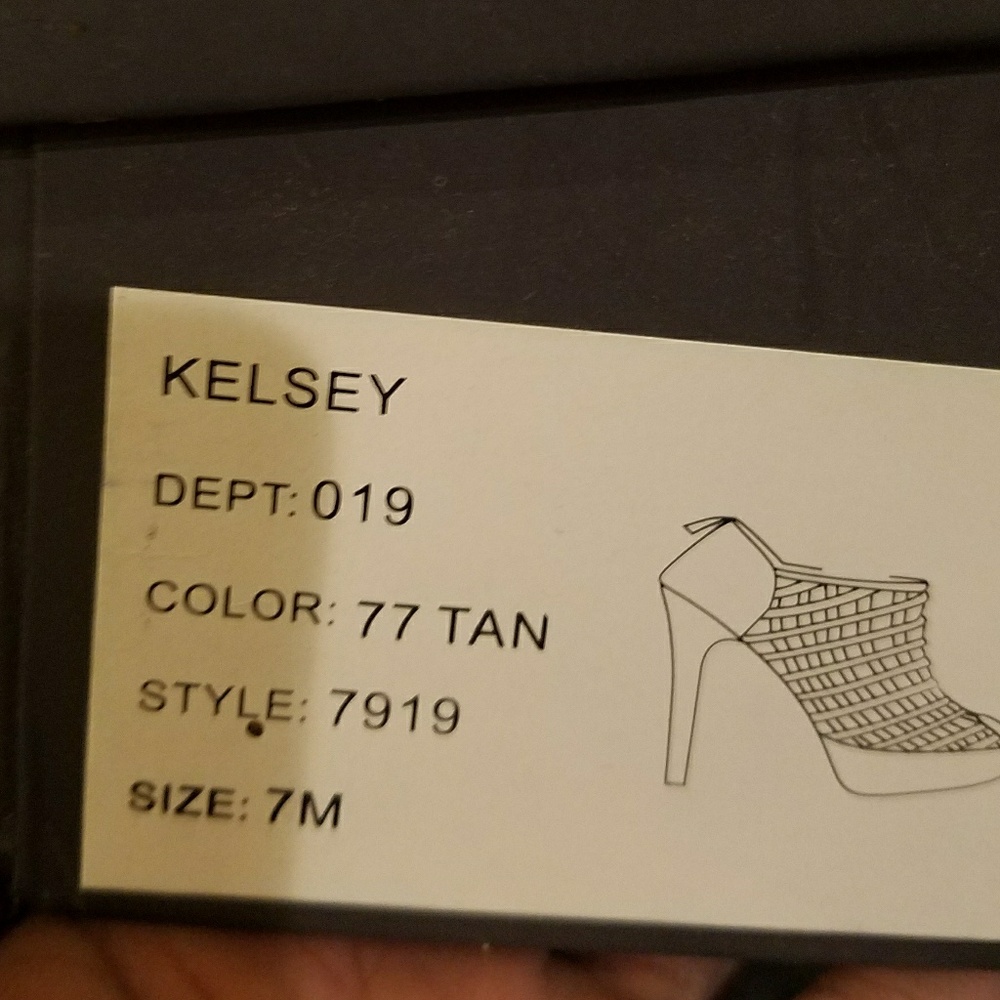 KELSEY
DEPT: 019
COLOR: 77 TAN
STYLE: 7919
SIZE: 7M